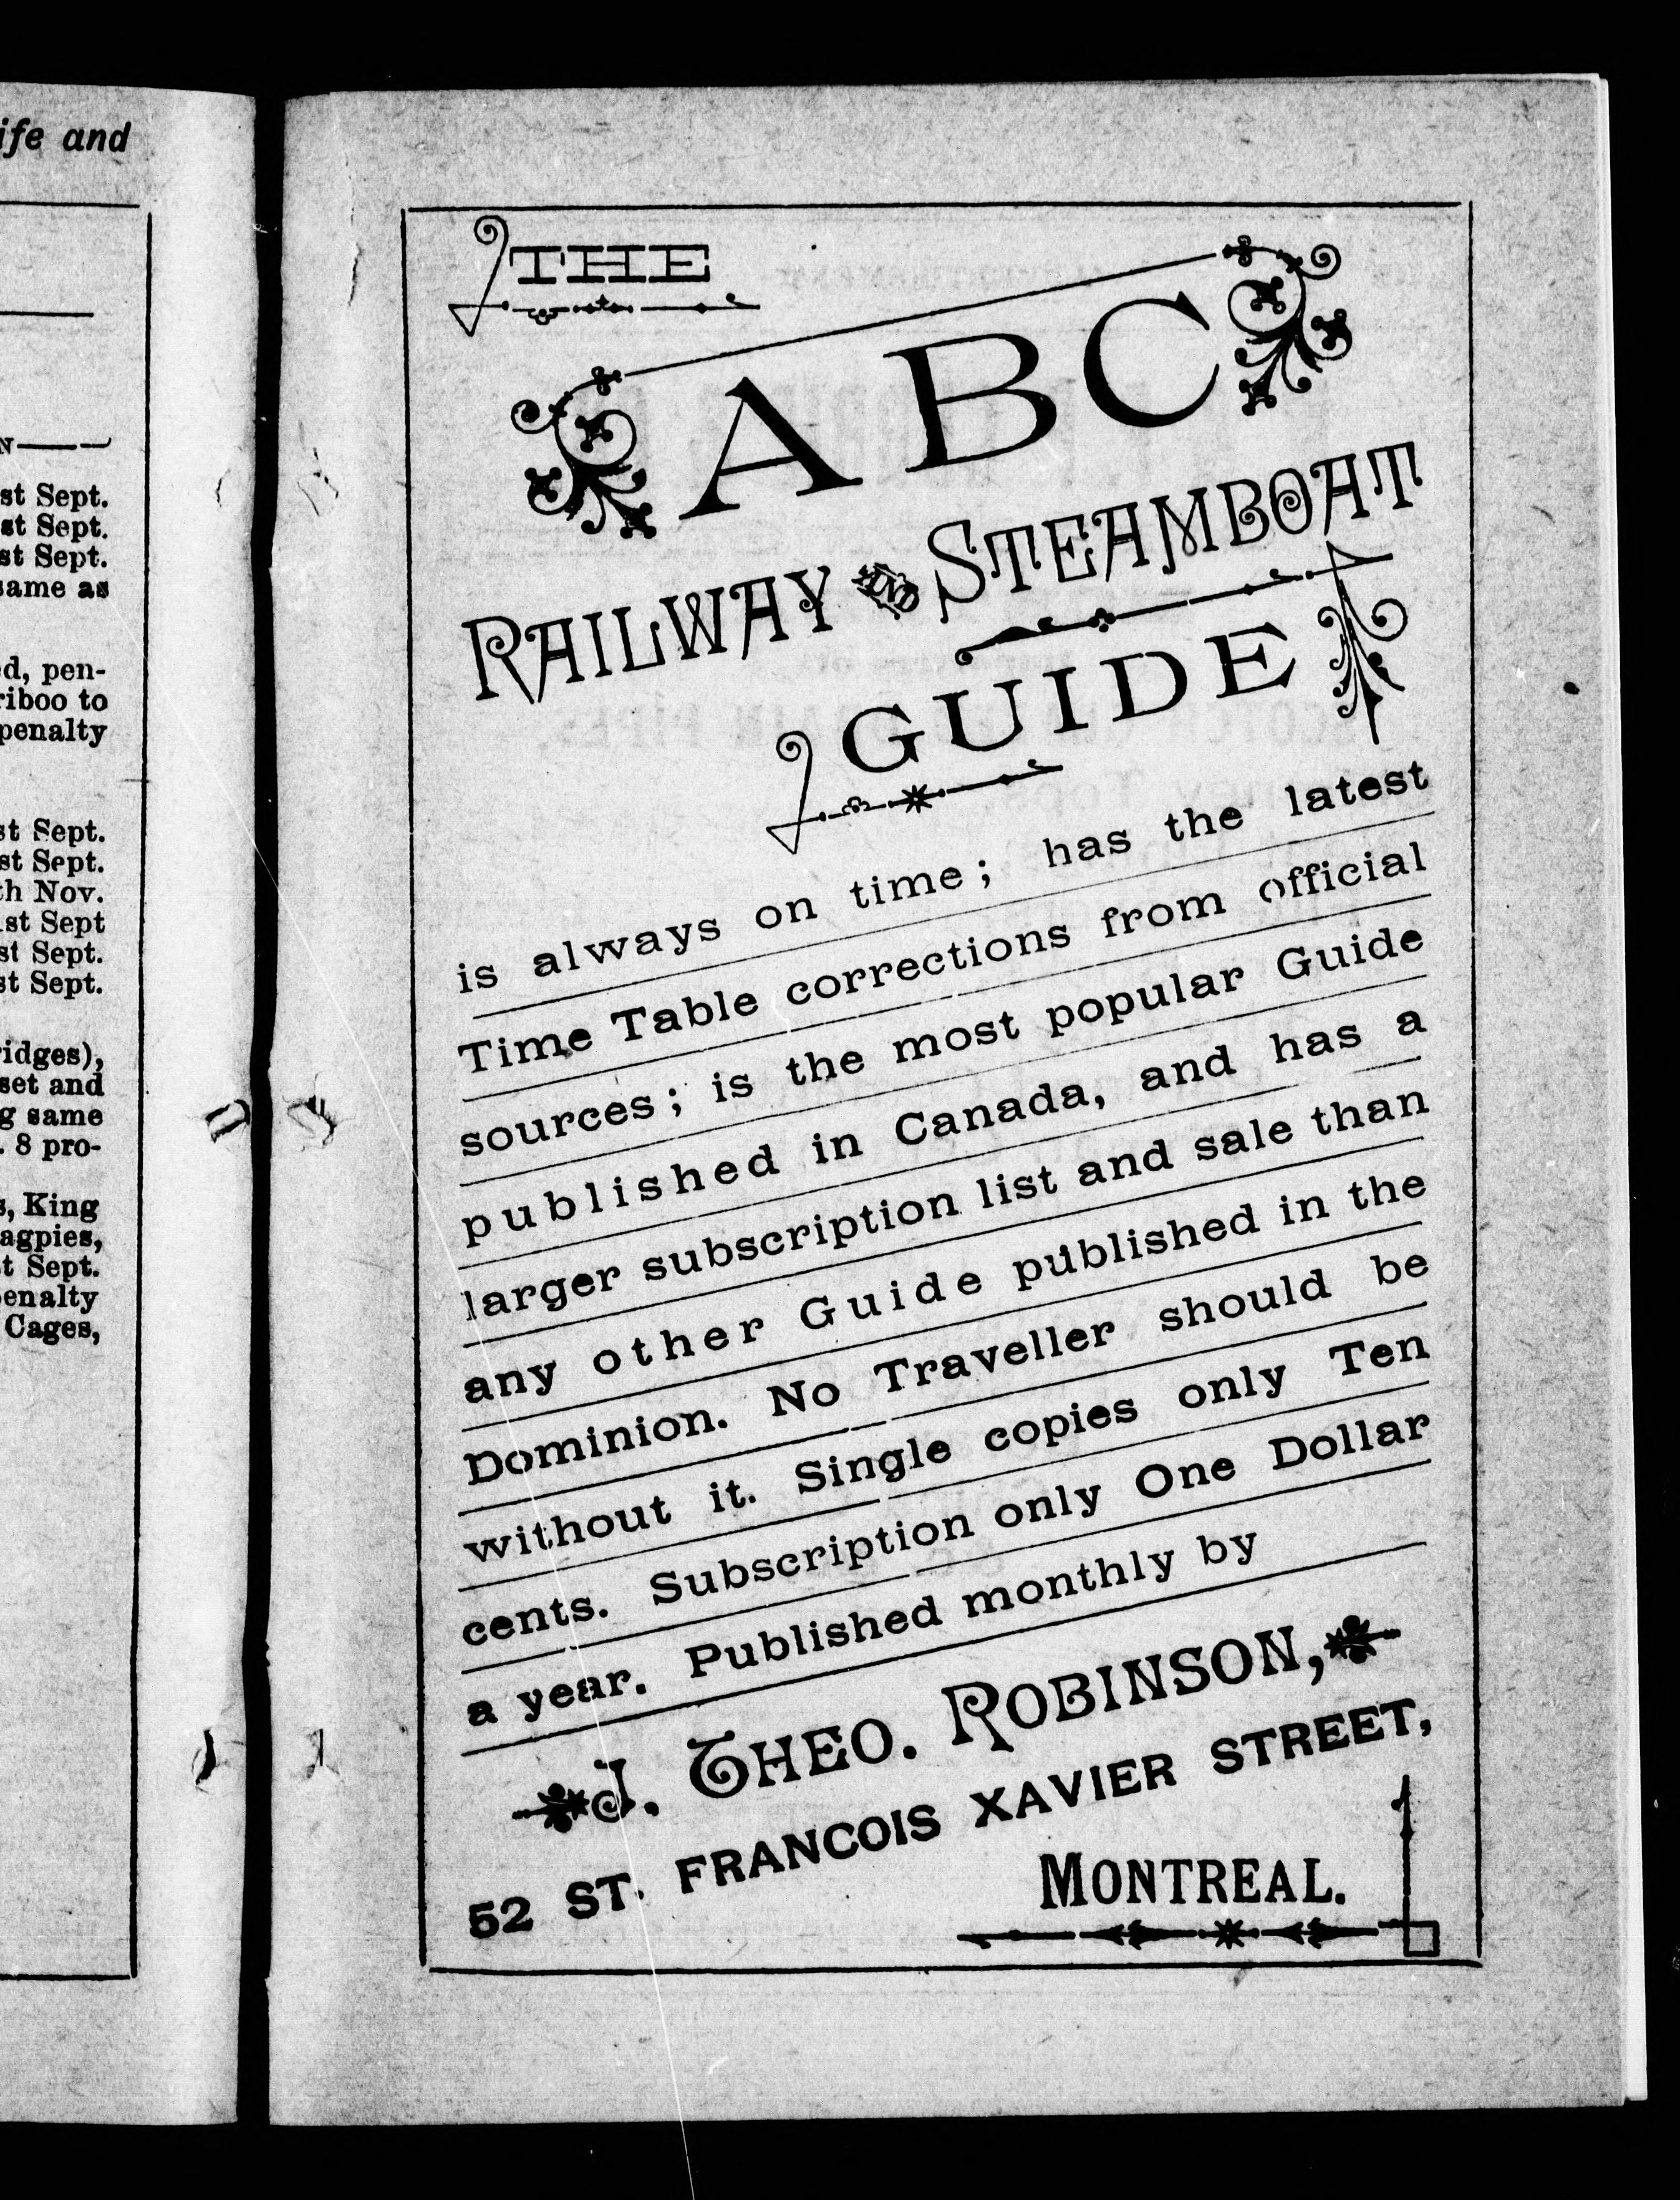 ife and
st Sept.
st Sept.
st Sept.
same as
ed, pen-
riboo to
penalty
st Sept.
st Sept.
th Nov.
1st Sept
st Sept.
st Sept.
ridges),
set and
g same
. 8 pro-
s, King
agpies,
t Sept.
penalty
Cages,
THE
ABC
RAILWAY AND STEAMBOAT
GUIDE
is always on time; has the latest
Time Table corrections from official
sources; is the most popular Guide
published in Canada, and has a
larger subscription list and sale than
any other Guide published in the
Dominion. No Traveller should be
without it. Single copies only Ten
cents. Subscription only One Dollar
a year. Published monthly by
J. THEO. ROBINSON,
52 ST. FRANCOIS XAVIER STREET,
MONTREAL.